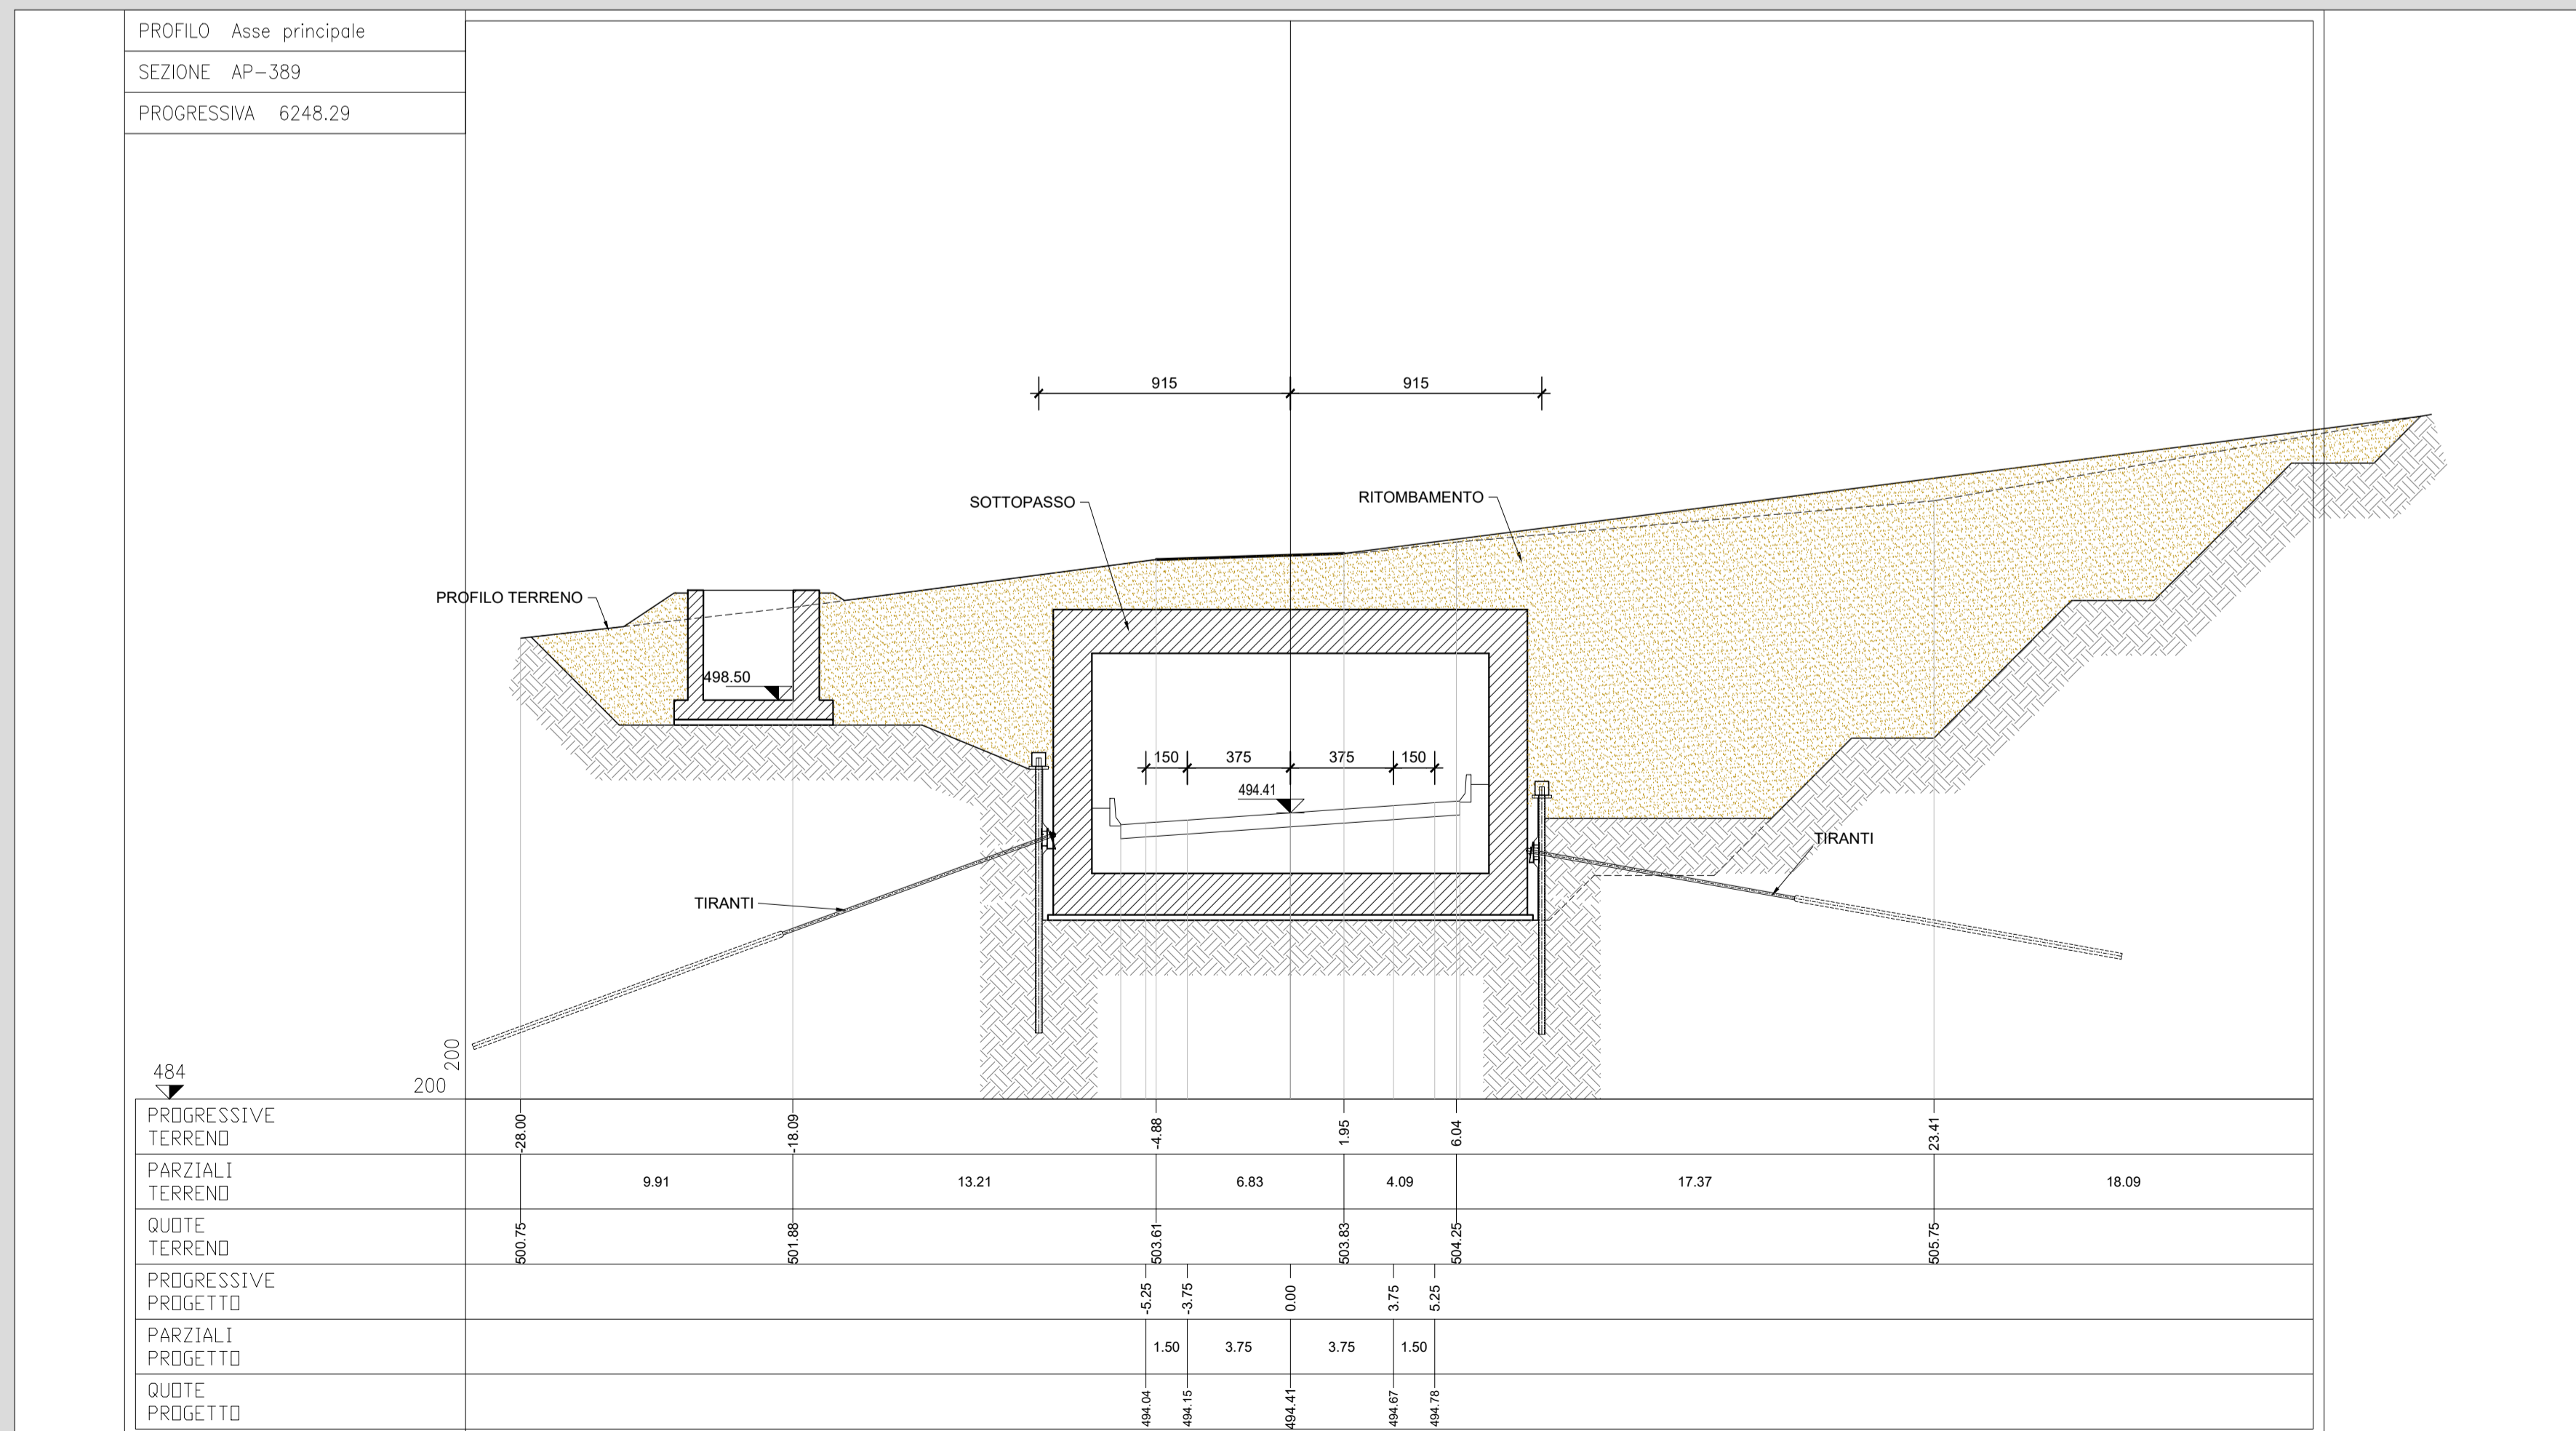 PROFILO Asse principale
SEZIONE AP-389
PROGRESSIVA 6248.29
915 915
SOTTOPASSO
RITOMBAMENTO
PROFILO TERRENO
498.50
150 375 375 150
494.41
TIRANTI
TIRANTI
200
200
484
PROGRESSIVE
TERRENO
-28.00 -18.09 -4.88 1.95 6.04 23.41
PARZIALI
TERRENO
9.91 13.21 6.83 4.09 17.37 18.09
QUOTE
TERRENO
500.75 501.88 503.61 503.83 504.25 505.75
PROGRESSIVE
PROGETTO
-5.25 -3.75 0.00 3.75 5.25
PARZIALI
PROGETTO
1.50 3.75 3.75 1.50
QUOTE
PROGETTO
494.04 494.15 494.41 494.67 494.78